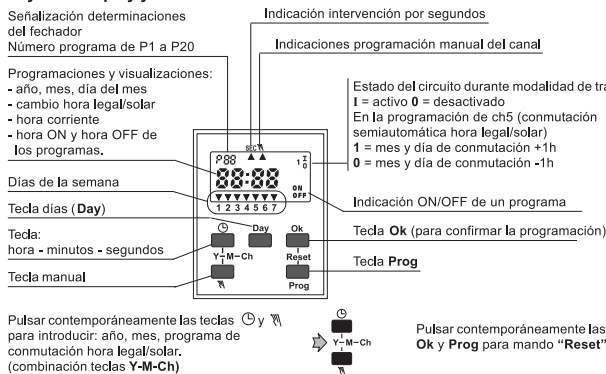 Señalización determinaciones
del fechador
Número programa de P1 a P20
Indicación intervención por segundos
Indicaciones programación manual del canal
Programaciones y visualizaciones:
- año, mes, día del mes
- cambio hora legal/solar
- hora corriente
- hora ON y hora OFF de
los programas.
Estado del circuito durante modalidad de
I = activo 0 = desactivado
En la programación de ch5 (conmutación
semiautomática hora legal/solar)
1 = mes y día de conmutación +1h
0 = mes y día de conmutación -1h
SEC
P88
1 I
0
88:88
ON
OFF
1 2 3 4 5 6 7
Días de la semana
Indicación ON/OFF de un programa
Tecla días (Day)
Tecla Ok (para confirmar la programación)
Day
Ok
Tecla:
hora - minutos - segundos
Y-M-Ch
Reset
Tecla Prog
Tecla manual
Prog
Pulsar contemporáneamente las teclas y
para introducir: año, mes, programa de
conmutación hora legal/solar.
(combinación teclas Y-M-Ch)
Y-M-Ch
Pulsar contemporáneamente las
Ok y Prog para mando “Reset”